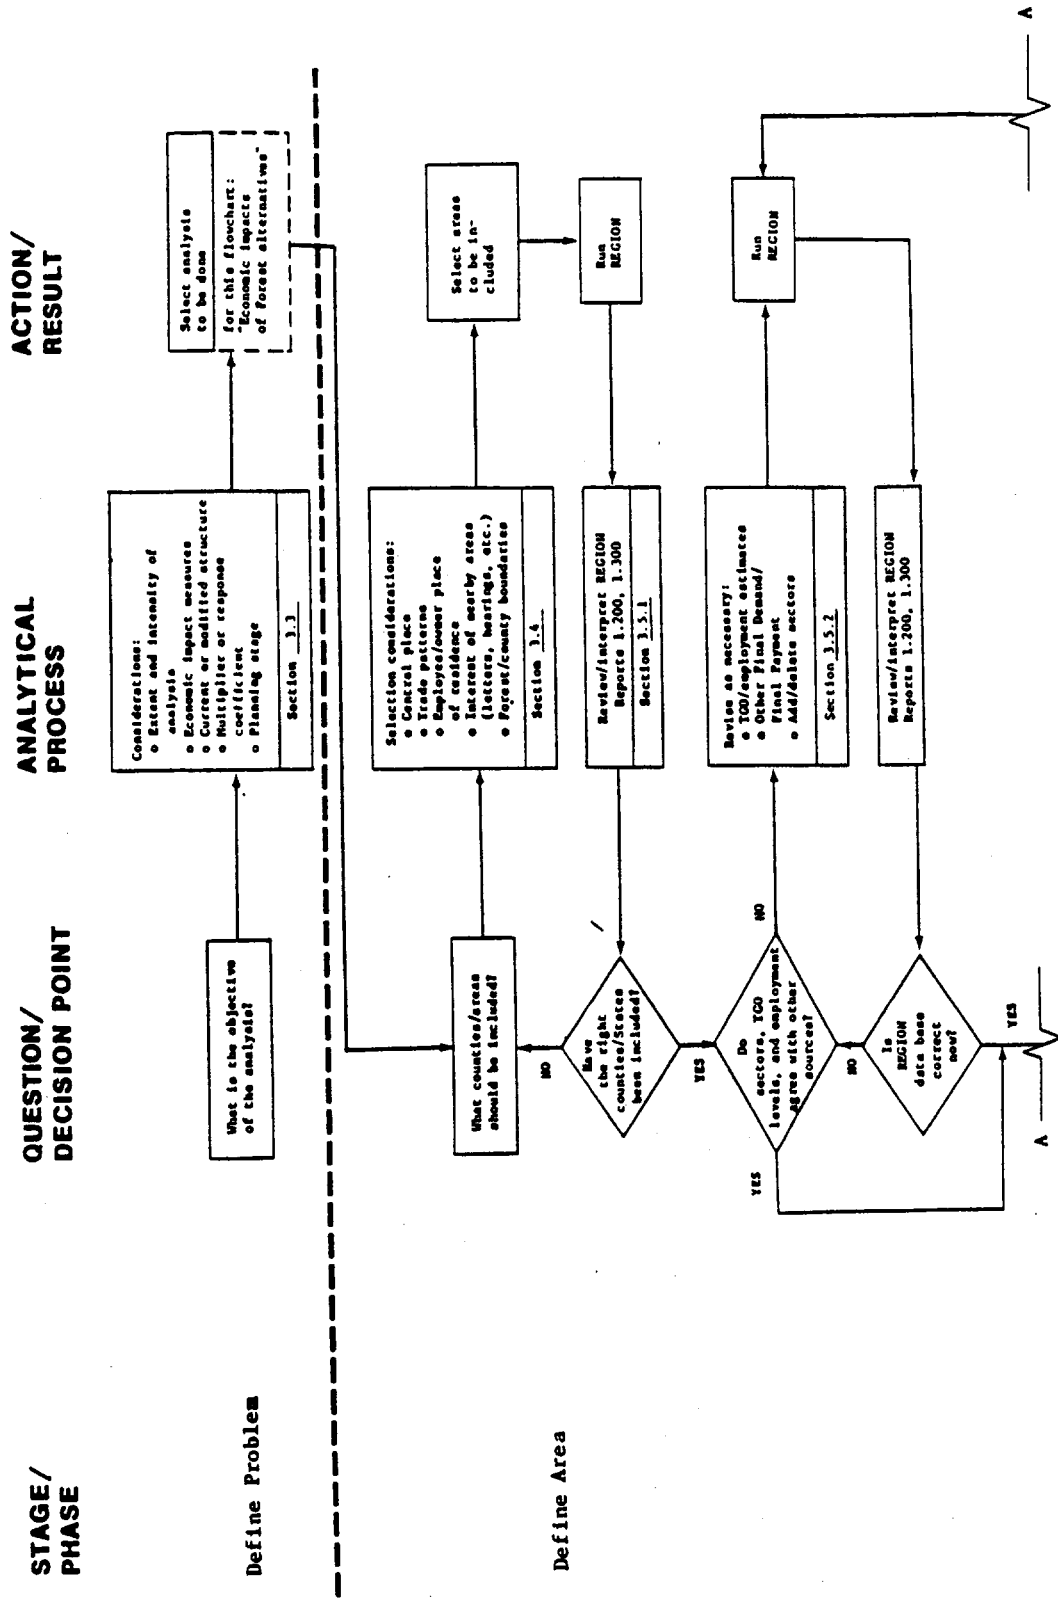 STAGE/
PHASE
QUESTION/
DECISION POINT
ANALYTICAL
PROCESS
ACTION/
RESULT
Define Problem
What is the objective
of the analysis?
Considerations:
o Extent and intensity of
analysis
o Economic impact measures
o Current or modified structure
o Multiplier or response
coefficient
o Planning stage
Section 3.3
Select analysis
to be done
for this flowchart:
"Economic impacts
of Forest alternatives"
Define Area
What counties/areas
should be included?
Selection considerations:
o Central place
o Trade patterns
o Employee/owner place
of residence
o Interest of nearby areas
(letters, hearings, etc.)
o Forest/county boundaries
Section 3.4
Select areas
to be in-
cluded
NO
Have
the right
counties/States
been included?
YES
Review/interpret REGION
Reports 1.200, 1.300
Section 3.5.1
Run
REGION
Do
sectors, TGO
levels, and employment
agree with other
sources?
NO
YES
Revise as necessary:
o TGO/employment estimates
o Other Final Demand/
Final Payment
o Add/delete sectors
Section 3.5.2
Run
REGION
NO
Is
REGION
data base
correct
now?
YES
Review/interpret REGION
Reports 1.200, 1.300
A
A